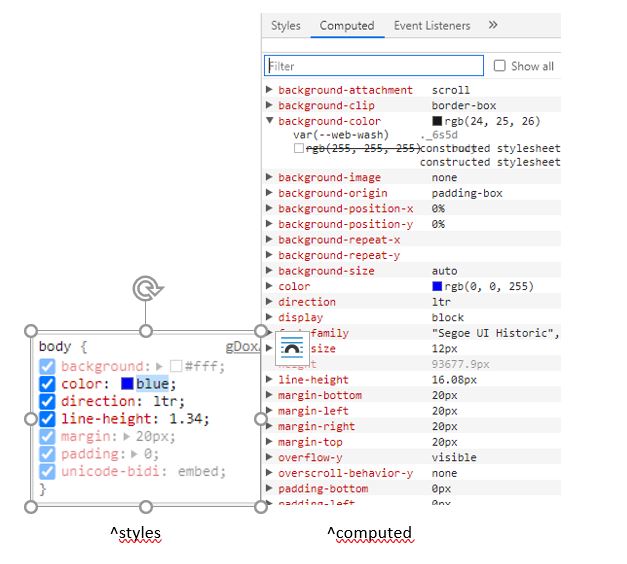 Styles Computed Event Listeners »
Filter Show all
background-attachment scroll
background-clip border-box
background-color rgb(24, 25, 26)
var(--web-wash) ._6s5d
rgb(255, 255, 255) constructed stylesheet
constructed stylesheet
background-image none
background-origin padding-box
background-position-x 0%
background-position-y 0%
background-repeat-x
background-repeat-y
background-size auto
color rgb(0, 0, 255)
direction ltr
display block
family "Segoe UI Historic",
size 12px
height 93677.9px
line-height 16.08px
margin-bottom 20px
margin-left 20px
margin-right 20px
margin-top 20px
overflow-y visible
overscroll-behavior-y none
padding-bottom 0px
padding-left 0px
body { gDox
background: #fff;
color: blue;
direction: ltr;
line-height: 1.34;
margin: 20px;
padding: 0;
unicode-bidi: embed;
}
^styles ^computed